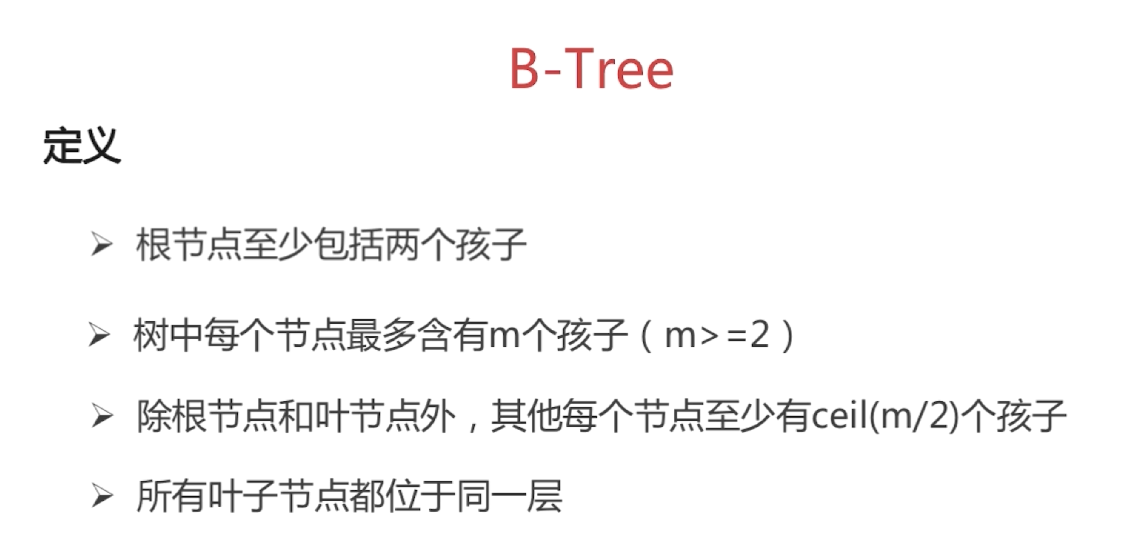 B-Tree
定义
➢ 根节点至少包括两个孩子
➢ 树中每个节点最多含有m个孩子（m>=2）
➢ 除根节点和叶节点外，其他每个节点至少有ceil(m/2)个孩子
➢ 所有叶子节点都位于同一层